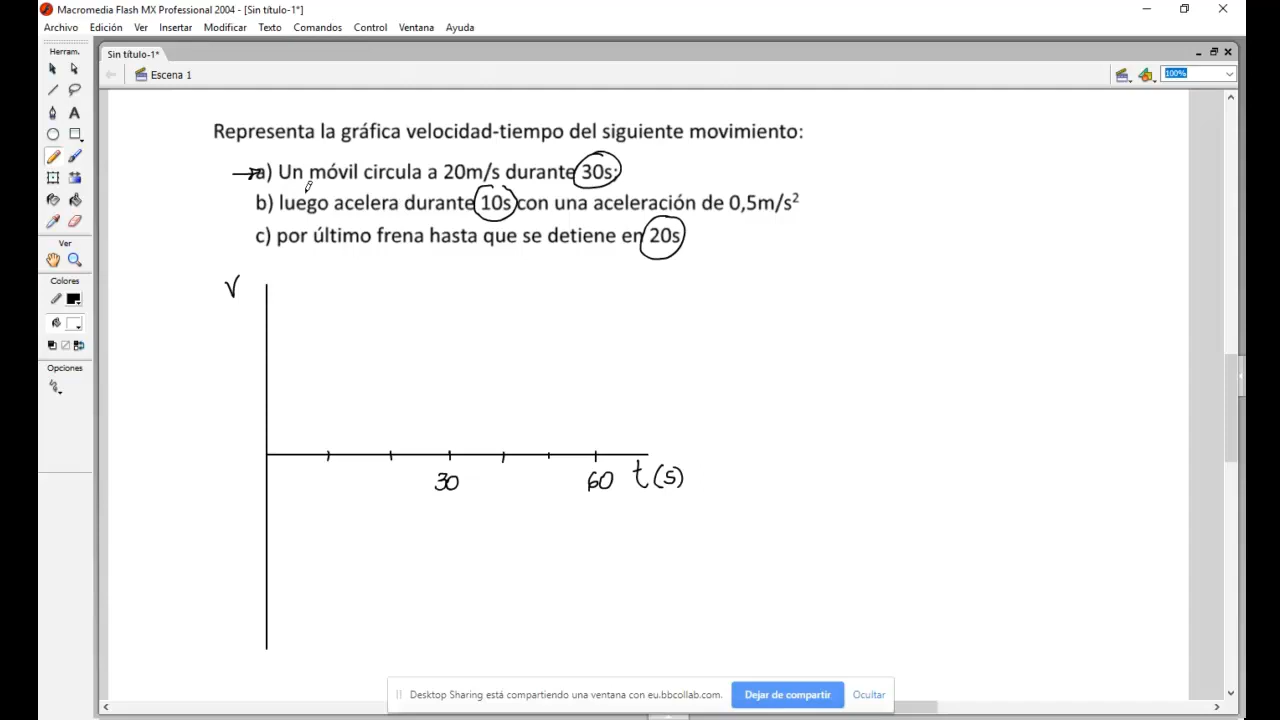 Macromedia Flash MX Professional 2004 - [Sin título-1*]
Archivo Edición Ver Insertar Modificar Texto Comandos Control Ventana Ayuda
Herram.
Sin título-1*
Escena 1
100%
Representa la gráfica velocidad-tiempo del siguiente movimiento:
a) Un móvil circula a 20m/s durante 30s;
b) luego acelera durante 10s con una aceleración de 0,5m/s²
c) por último frena hasta que se detiene en 20s
Ver
Colores
Opciones
V
30 60 t(s)
Desktop Sharing está compartiendo una ventana con eu.bbcollab.com. Dejar de compartir Ocultar